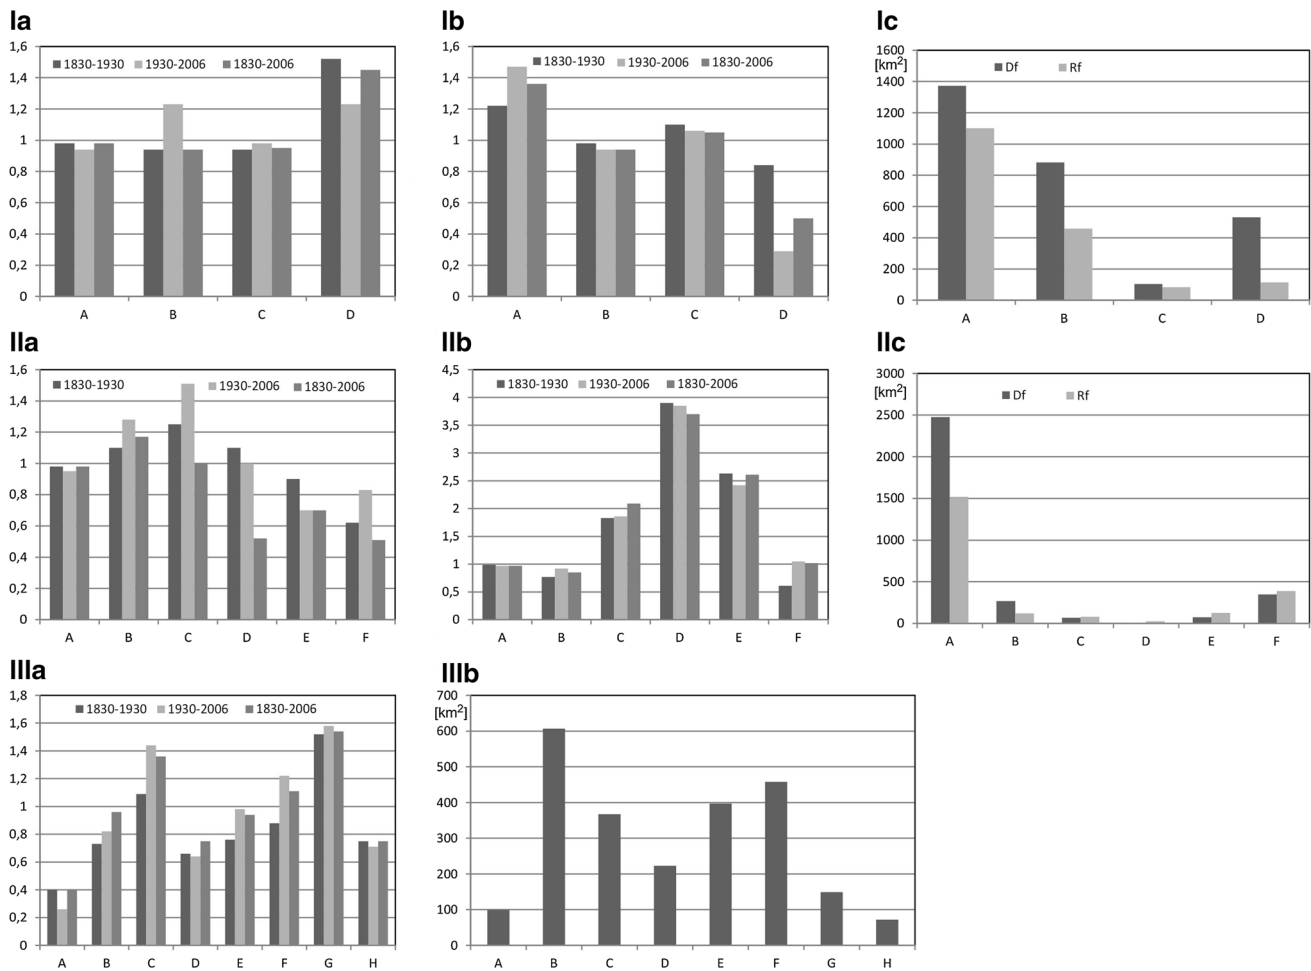 Ia
1,6
1,4
1,2
1
0,8
0,6
0,4
0,2
0
1830-1930 1930-2006 1830-2006
A B C D
Ib
1,6
1,4
1,2
1
0,8
0,6
0,4
0,2
0
1830-1930 1930-2006 1830-2006
A B C D
Ic
1600
[km2]
1400
1200
1000
800
600
400
200
0
Df Rf
A B C D
IIa
1,6
1,4
1,2
1
0,8
0,6
0,4
0,2
0
1830-1930 1930-2006 1830-2006
A B C D E F
IIb
4,5
4
3,5
3
2,5
2
1,5
1
0,5
0
1830-1930 1930-2006 1830-2006
A B C D E F
IIc
3000
[km²]
2500
2000
1500
1000
500
0
Df Rf
A B C D E F
IIIa
1,8
1,6
1,4
1,2
1
0,8
0,6
0,4
0,2
0
1830-1930 1930-2006 1830-2006
A B C D E F G H
IIIb
700
[km²]
600
500
400
300
200
100
0
A B C D E F G H